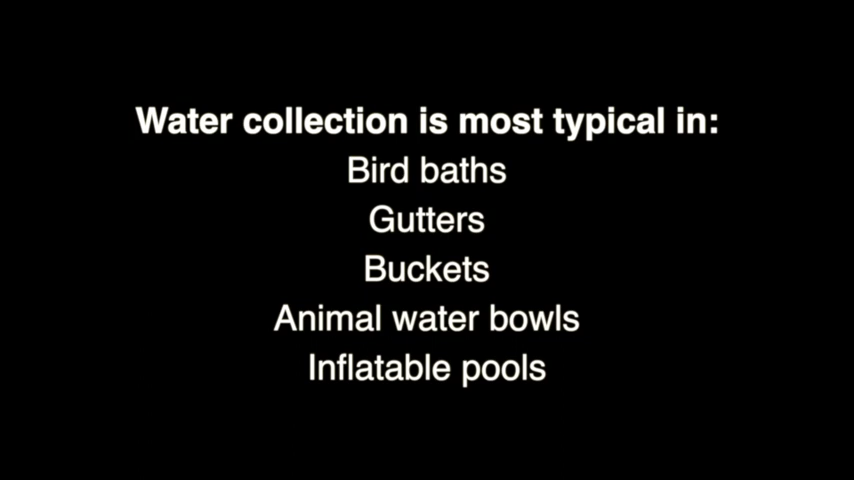 Water collection is most typical in:
Bird baths
Gutters
Buckets
Animal water bowls
Inflatable pools